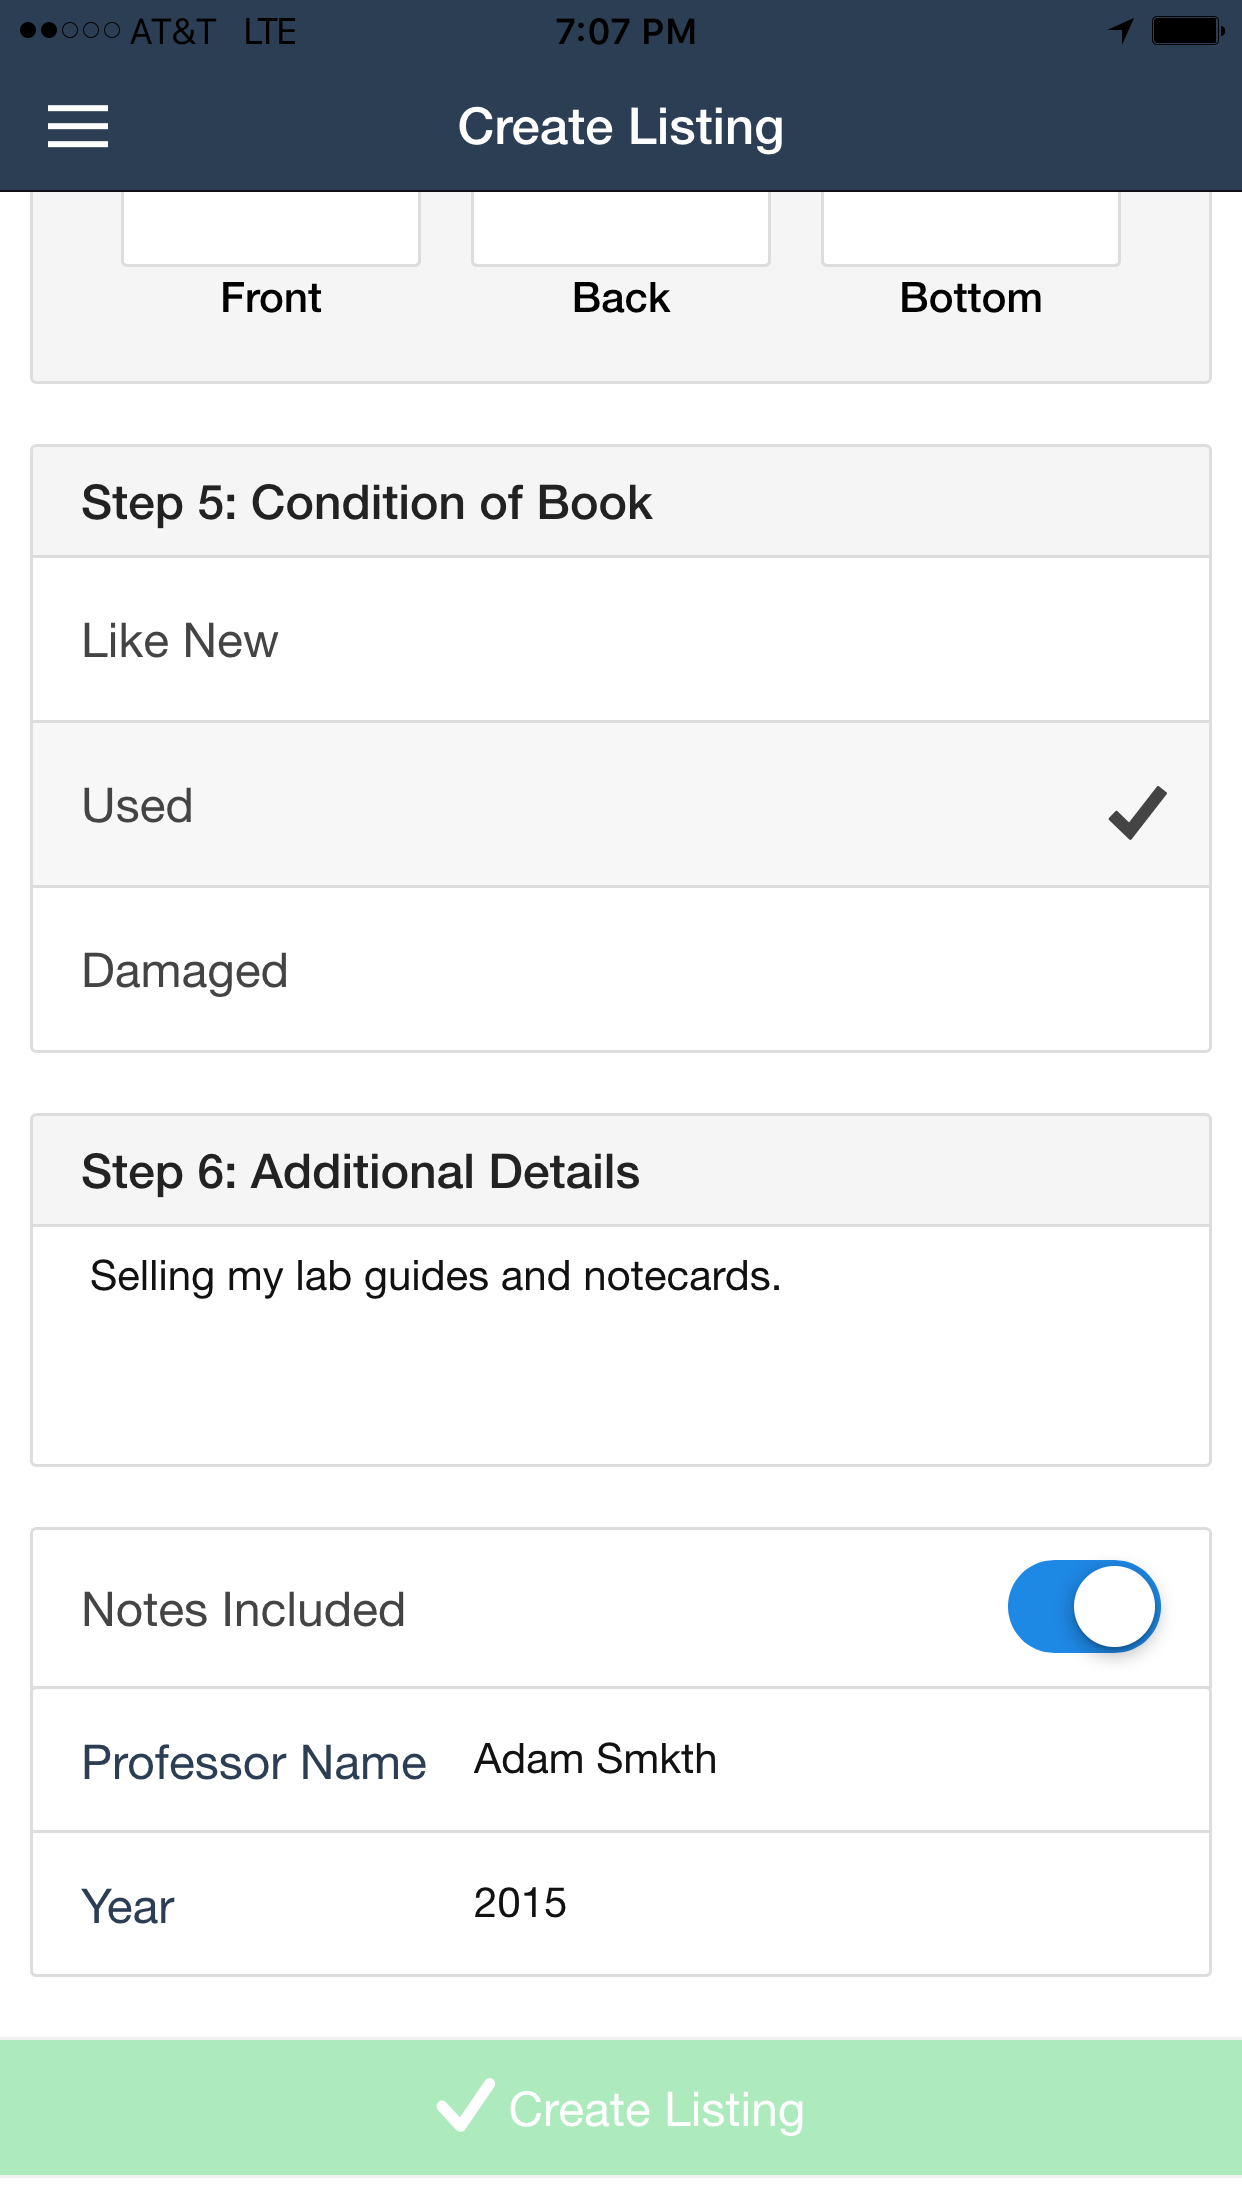 AT&T LTE 7:07 PM
Create Listing
Front Back Bottom
Step 5: Condition of Book
Like New
Used
Damaged
Step 6: Additional Details
Selling my lab guides and notecards.
Notes Included
Professor Name Adam Smkth
Year 2015
Create Listing